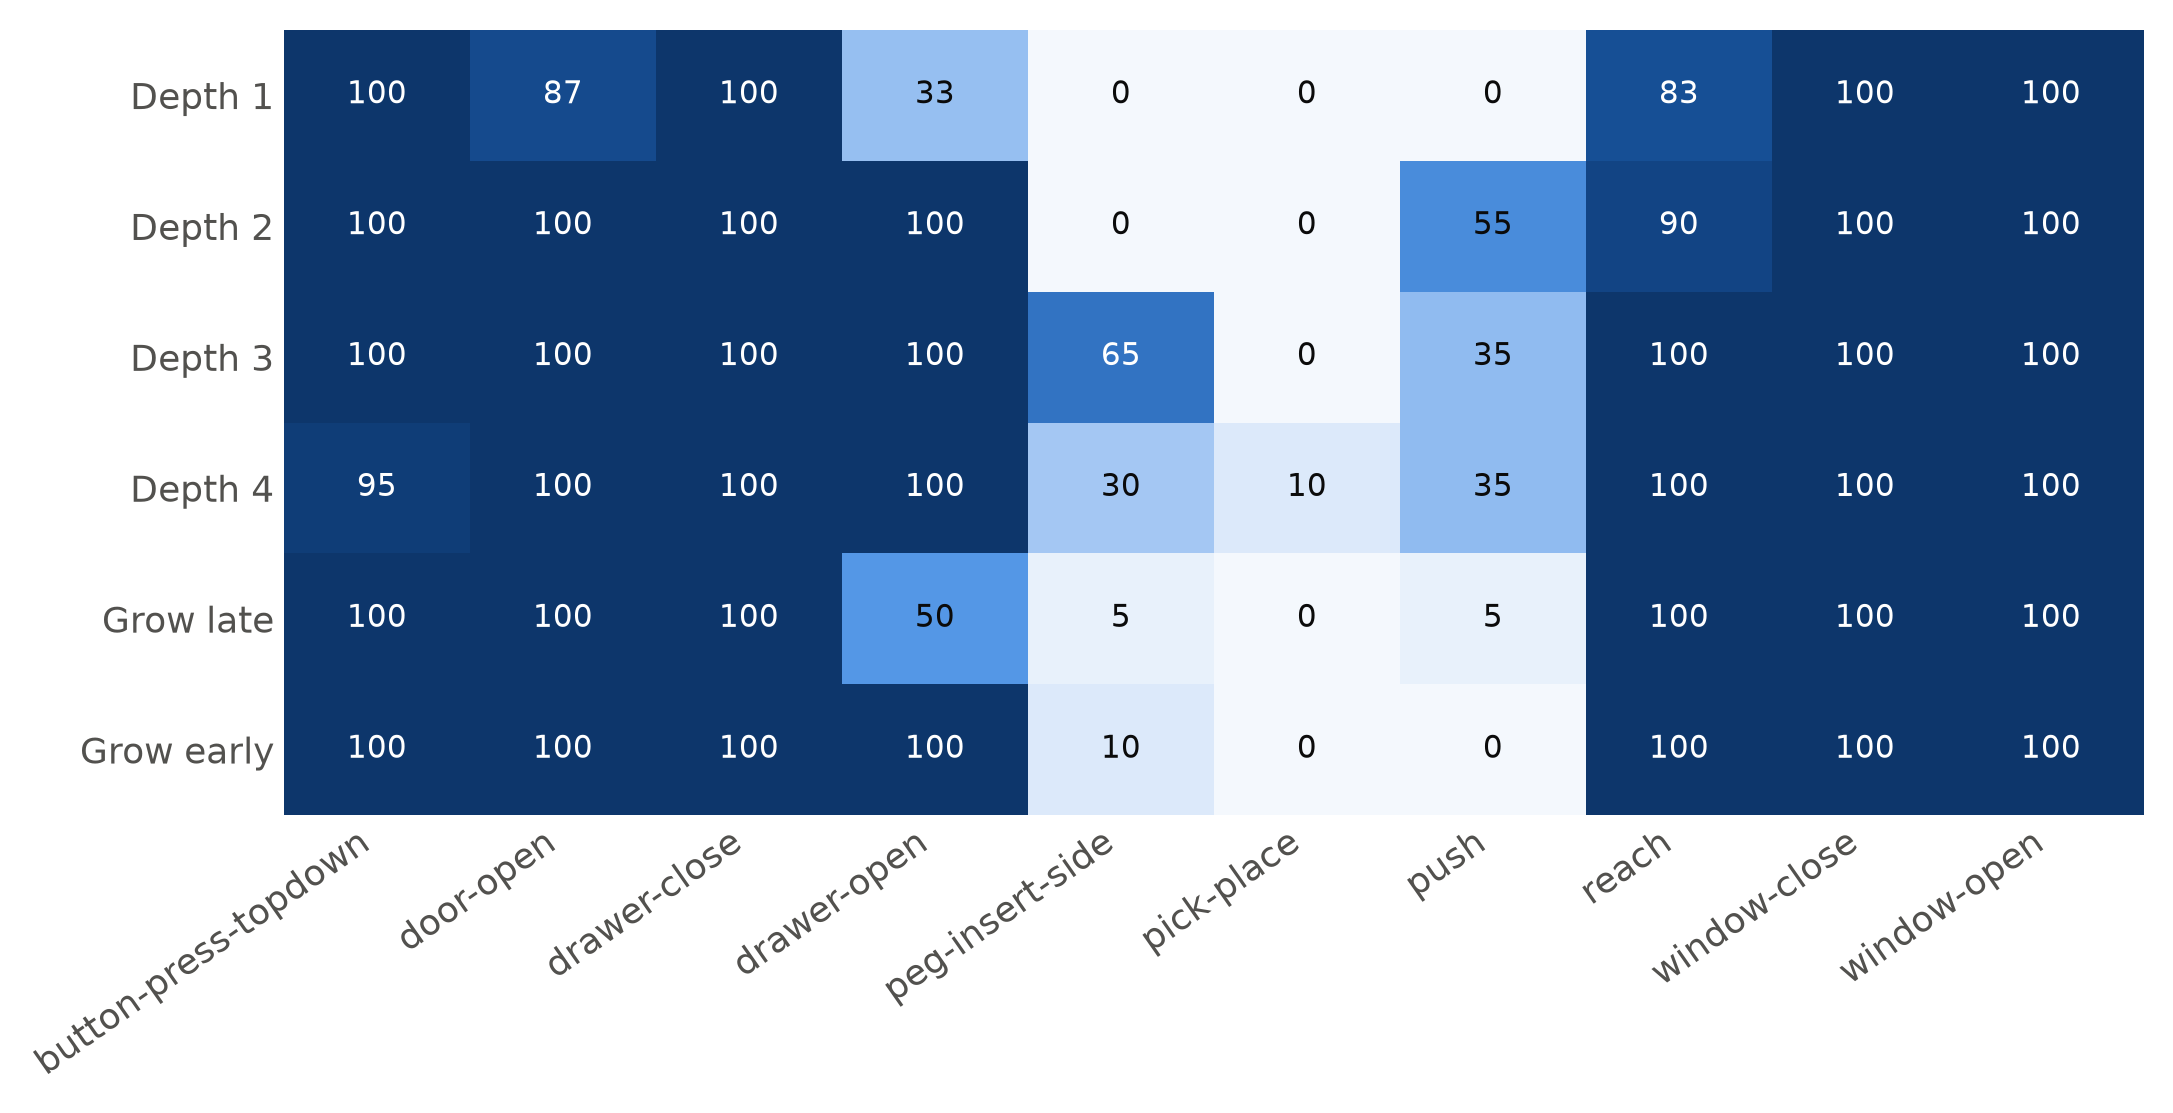 Depth 1 100 87 100 33 0 0 0 83 100 100
Depth 2 100 100 100 100 0 0 55 90 100 100
Depth 3 100 100 100 100 65 0 35 100 100 100
Depth 4 95 100 100 100 30 10 35 100 100 100
Grow late 100 100 100 50 5 0 5 100 100 100
Grow early 100 100 100 100 10 0 0 100 100 100
button-press-topdown
door-open
drawer-close
drawer-open
peg-insert-side
pick-place
push
reach
window-close
window-open